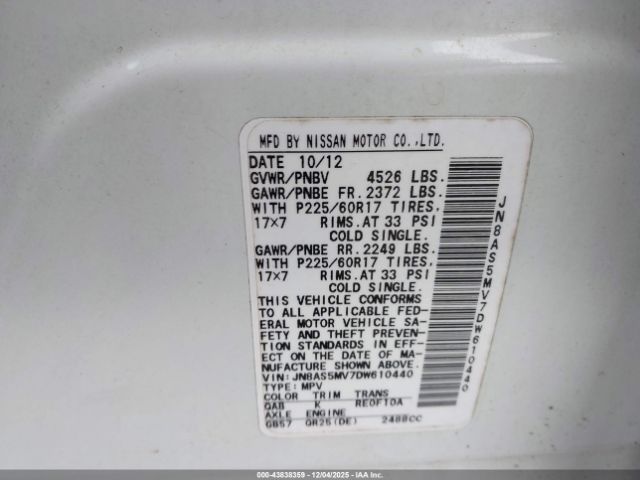 MFD BY NISSAN MOTOR CO.,LTD.
DATE 10/12
GVWR/PNBV 4526 LBS.
GAWR/PNBE FR. 2372 LBS.
WITH P225/60R17 TIRES.
17×7 RIMS.AT 33 PSI
COLD SINGLE.
GAWR/PNBE RR. 2249 LBS.
WITH P225/60R17 TIRES.
17×7 RIMS.AT 33 PSI
COLD SINGLE.
THIS VEHICLE CONFORMS
TO ALL APPLICABLE FED-
ERAL MOTOR VEHICLE SA-
FETY AND THEFT PREVEN-
TION STANDARDS IN EFF-
ECT ON THE DATE OF MA-
NUFACTURE SHOWN ABOVE.
VIN: JN8AS5MV7DW610440
TYPE: MPV
COLOR TRIM TRANS
QAB K RE0F10A
AXLE ENGINE
GB57 QR25(DE) 2488CC
JN8AS5MV7DW610440
000-43838359 - 12/04/2025 - IAAI.COM